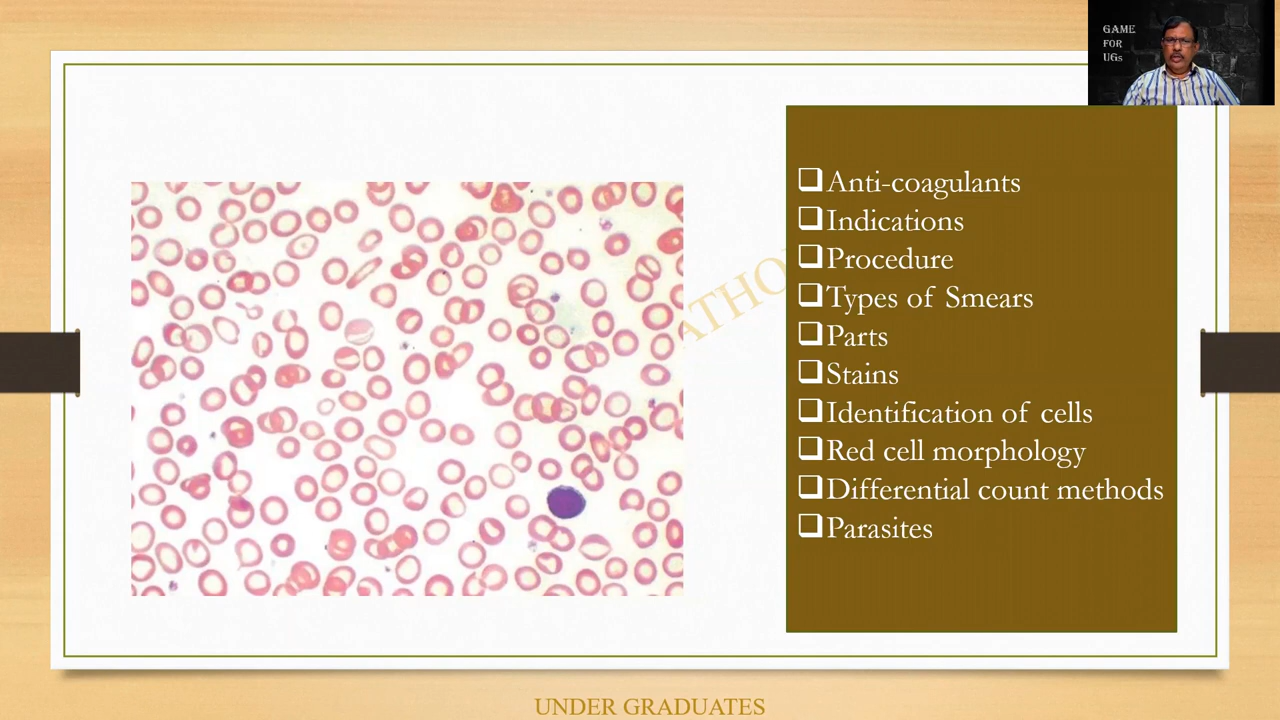 GAME
FOR
UGs
Anti-coagulants
Indications
Procedure
Types of Smears
Parts
Stains
Identification of cells
Red cell morphology
Differential count methods
Parasites
UNDER GRADUATES